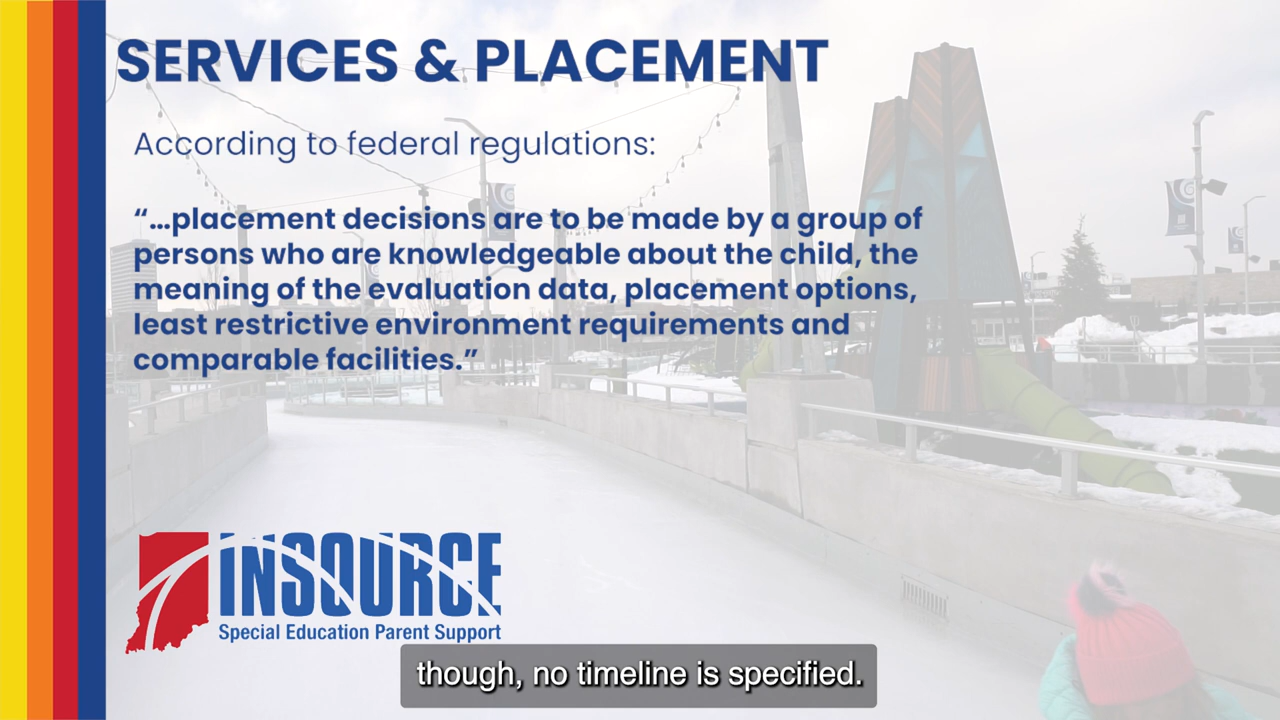 SERVICES & PLACEMENT
According to federal regulations:
“…placement decisions are to be made by a group of
persons who are knowledgeable about the child, the
meaning of the evaluation data, placement options,
least restrictive environment requirements and
comparable facilities.”
INSOURCE
Special Education Parent Support
though, no timeline is specified.